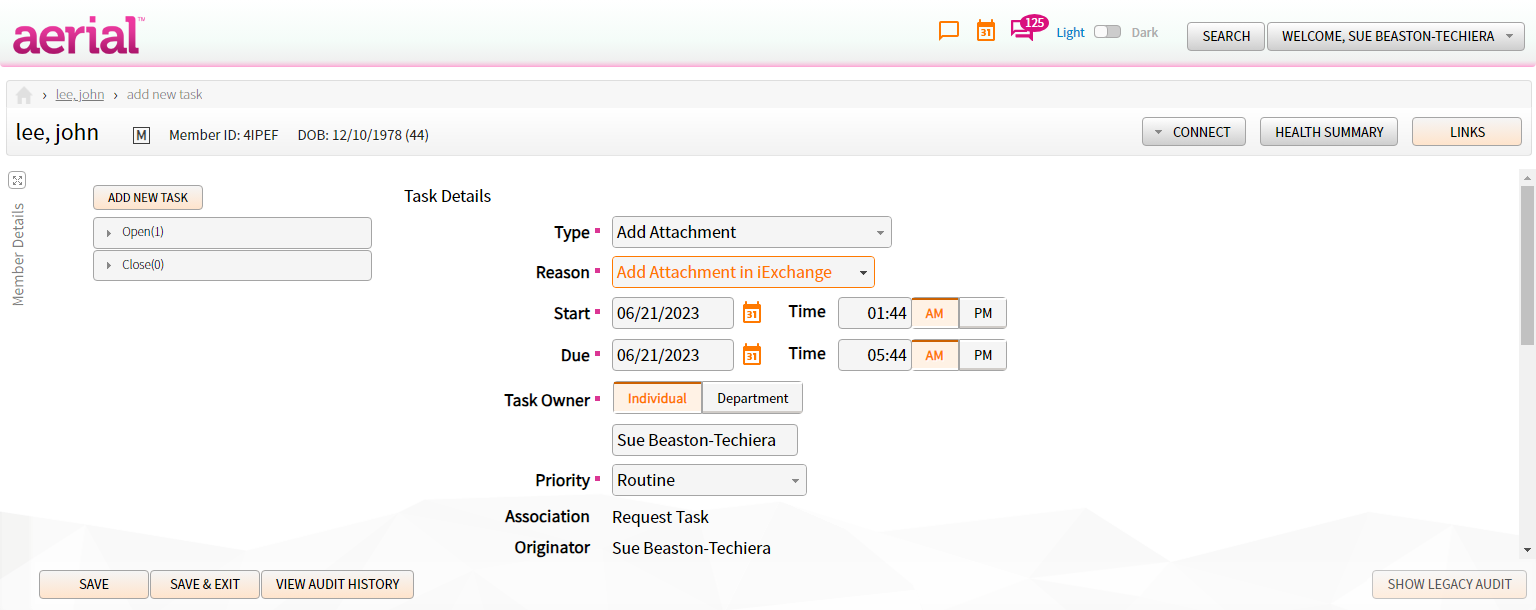 aerial™
31
125
Light Dark
SEARCH
WELCOME, SUE BEASTON-TECHIERA
› lee, john › add new task
lee, john M Member ID: 4IPEF DOB: 12/10/1978 (44)
CONNECT
HEALTH SUMMARY
LINKS
Member Details
ADD NEW TASK
Open(1)
Close(0)
Task Details
Type Add Attachment
Reason Add Attachment in iExchange
Start 06/21/2023 31 Time 01:44 AM PM
Due 06/21/2023 31 Time 05:44 AM PM
Task Owner Individual Department
Sue Beaston-Techiera
Priority Routine
Association Request Task
Originator Sue Beaston-Techiera
SAVE
SAVE & EXIT
VIEW AUDIT HISTORY
SHOW LEGACY AUDIT